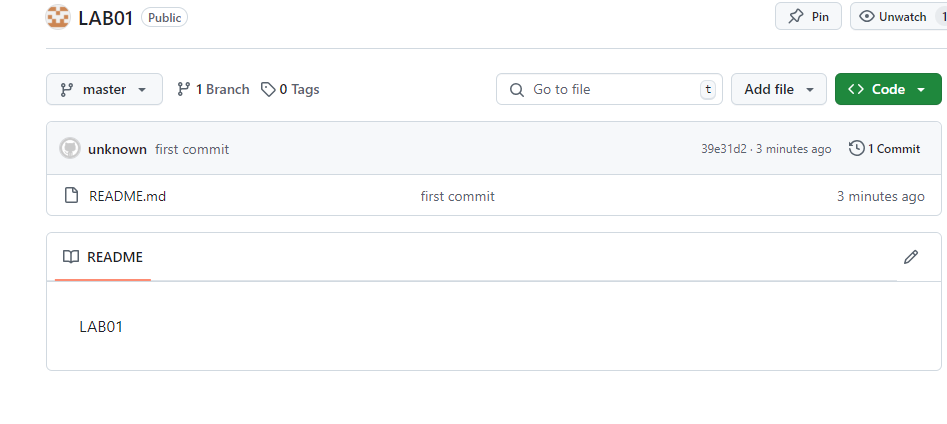 LAB01 Public Pin Unwatch 1
master 1 Branch 0 Tags Go to file t Add file Code
unknown first commit 39e31d2 · 3 minutes ago 1 Commit
README.md first commit 3 minutes ago
README
LAB01